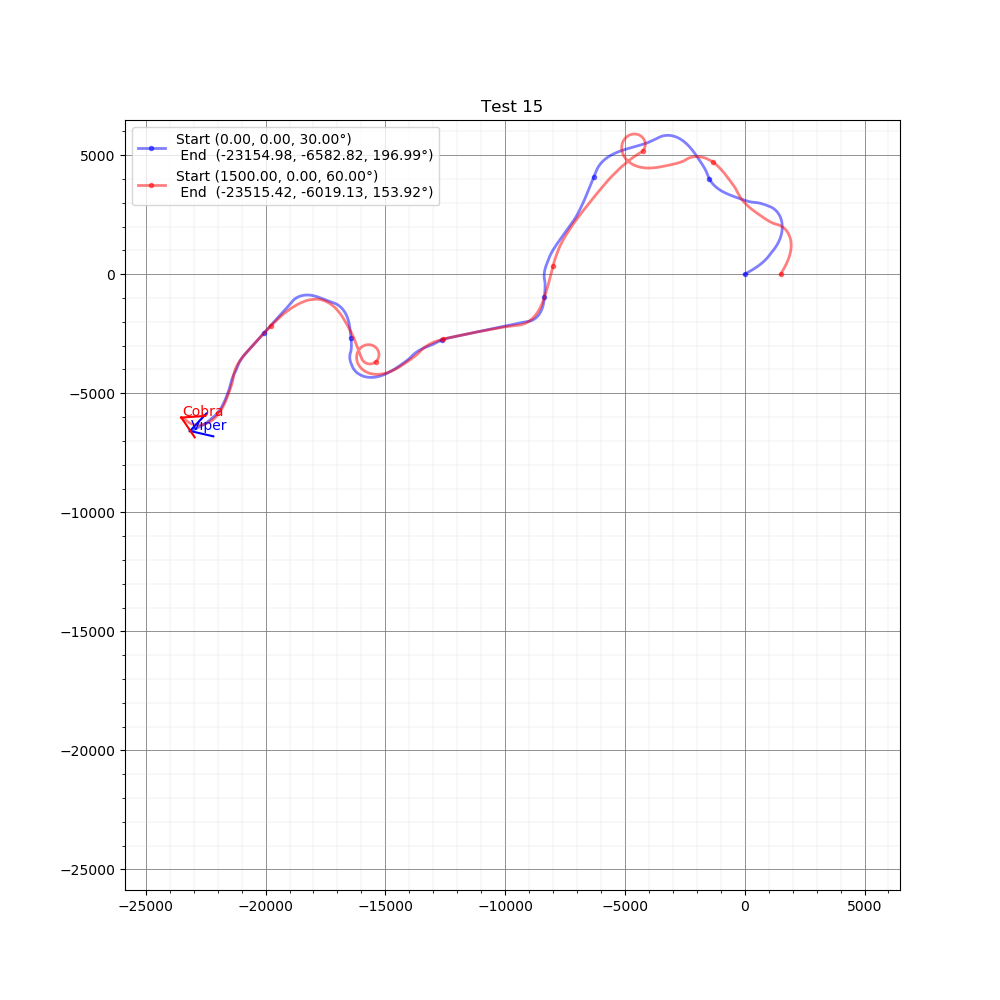 Test 15
Start (0.00, 0.00, 30.00°)
End (-23154.98, -6582.82, 196.99°)
Start (1500.00, 0.00, 60.00°)
End (-23515.42, -6019.13, 153.92°)
5000
0
−5000
−10000
−15000
−20000
−25000
Cobra
Viper
−25000 −20000 −15000 −10000 −5000 0 5000